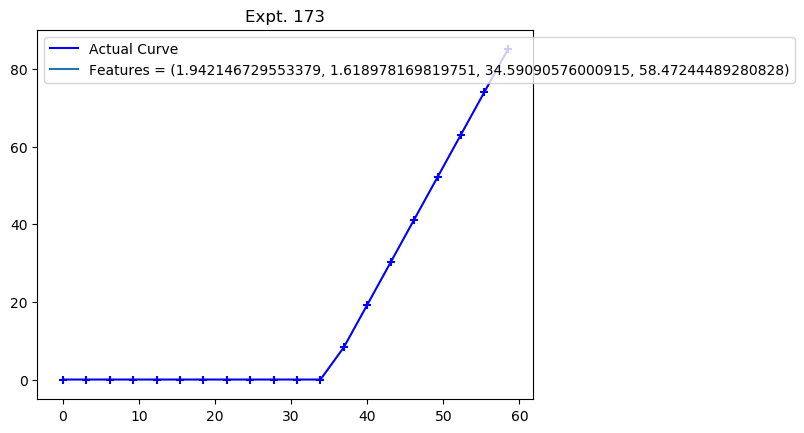 Expt. 173
Actual Curve
Features = (1.942146729553379, 1.618978169819751, 34.59090576000915, 58.47244489280828)
80
60
40
20
0
0 10 20 30 40 50 60